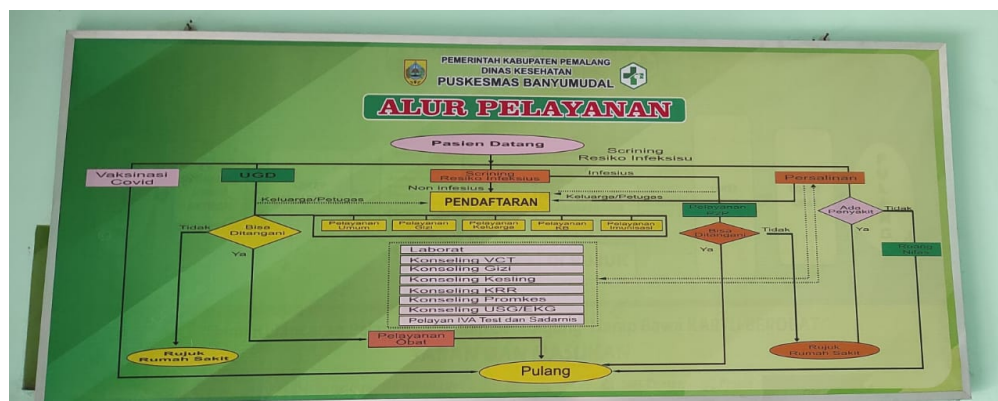 PEMERINTAH KABUPATEN PEMALANG
DINAS KESEHATAN
PUSKESMAS BANYUMUDAL
ALUR PELAYANAN
Pasien Datang
Scrining
Resiko Infeksisu
Vaksinasi
Covid
UGD
Scrining
Resiko Infeksius
Infesius
Persalinan
Non Infesius
Keluarga/Petugas
PENDAFTARAN
Keluarga/Petugas
Pelayanan
Ada
Penyakit
Tidak
Tidak
Bisa
Ditangani
Pelayanan
Umum
Pelayanan
Gizi
Pelayanan
Keluarga
Pelayanan
KB
Pelayanan
Imunisasi
Bisa
Ditangani
Tidak
Ya
Ya
Ya
Ruang
Nifas
Laborat
Konseling VCT
Konseling Gizi
Konseling Kesling
Konseling KRR
Konseling Promkes
Konseling USG/EKG
Pelayan IVA Test dan Sadarnis
Pelayanan
Obat
Rujuk
Rumah Sakit
Rujuk
Rumah Sakit
Pulang